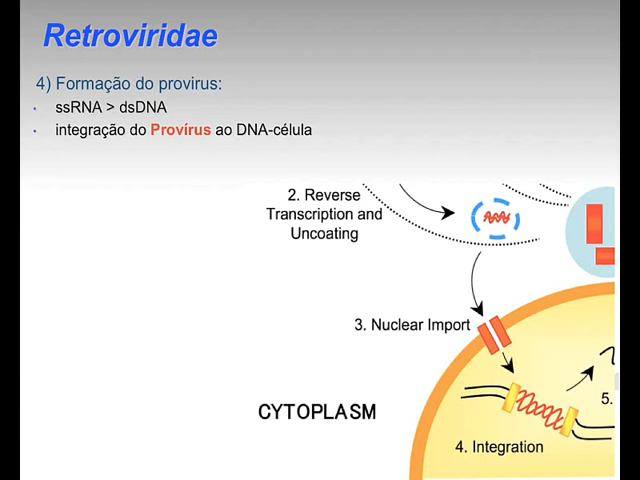 Retroviridae
4) Formação do provirus:
• ssRNA > dsDNA
• integração do Provírus ao DNA-célula
2. Reverse
Transcription and
Uncoating
3. Nuclear Import
5.
CYTOPLASM
4. Integration